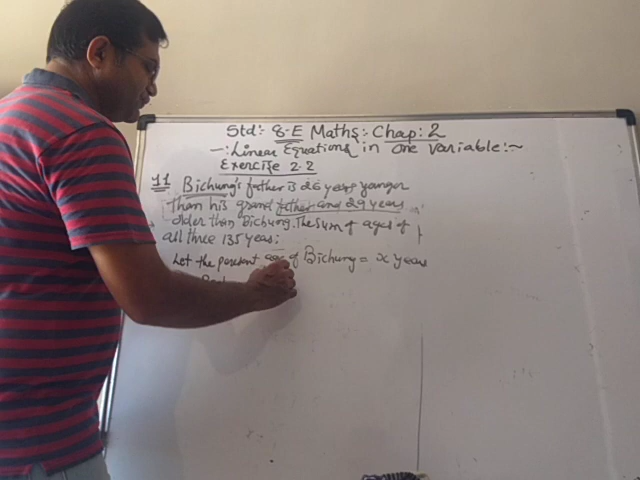 Std:- 8-E Maths: Chap: 2
-: Linear Equations in One Variable:~
Exercise 2.2
11 Bichung's father is 26 years younger
than his grand father and 29 years
older than Bichung. The sum of ages of
all three 135 years;
Let the present age of Bichung = x years